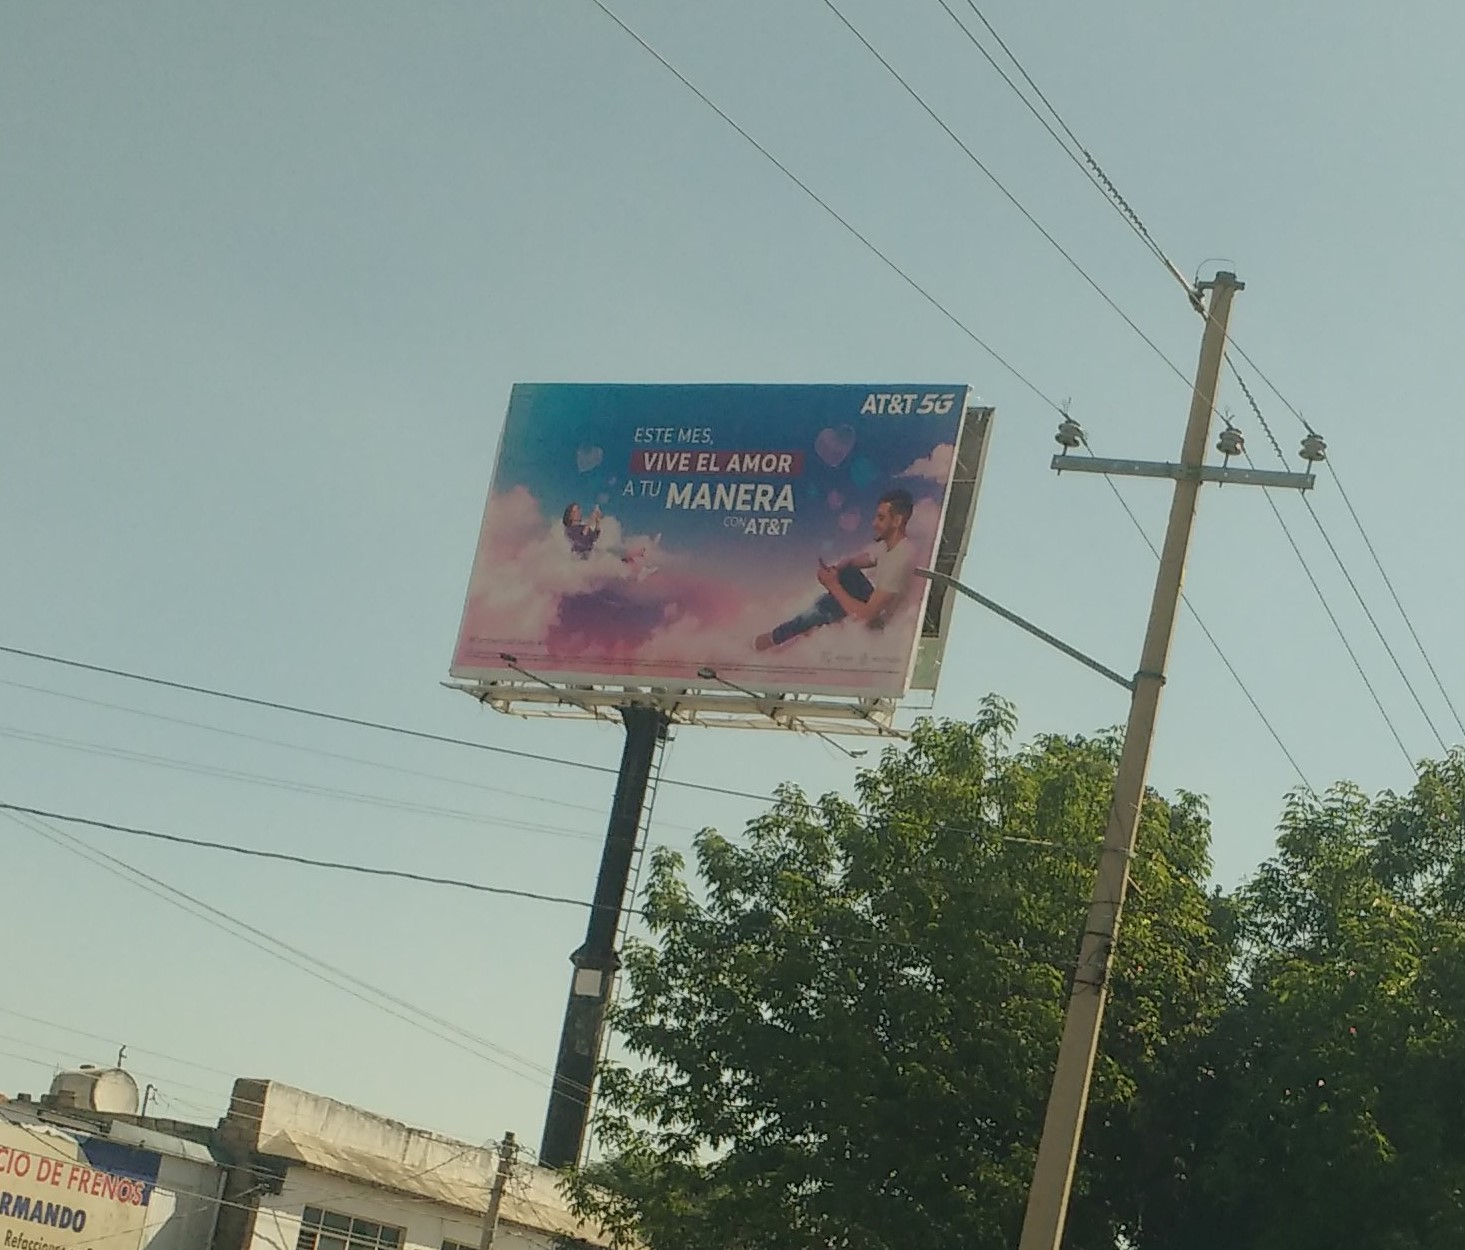 AT&T 5G
ESTE MES,
VIVE EL AMOR
A TU MANERA
CON AT&T
CIO DE FRENOS
RMANDO